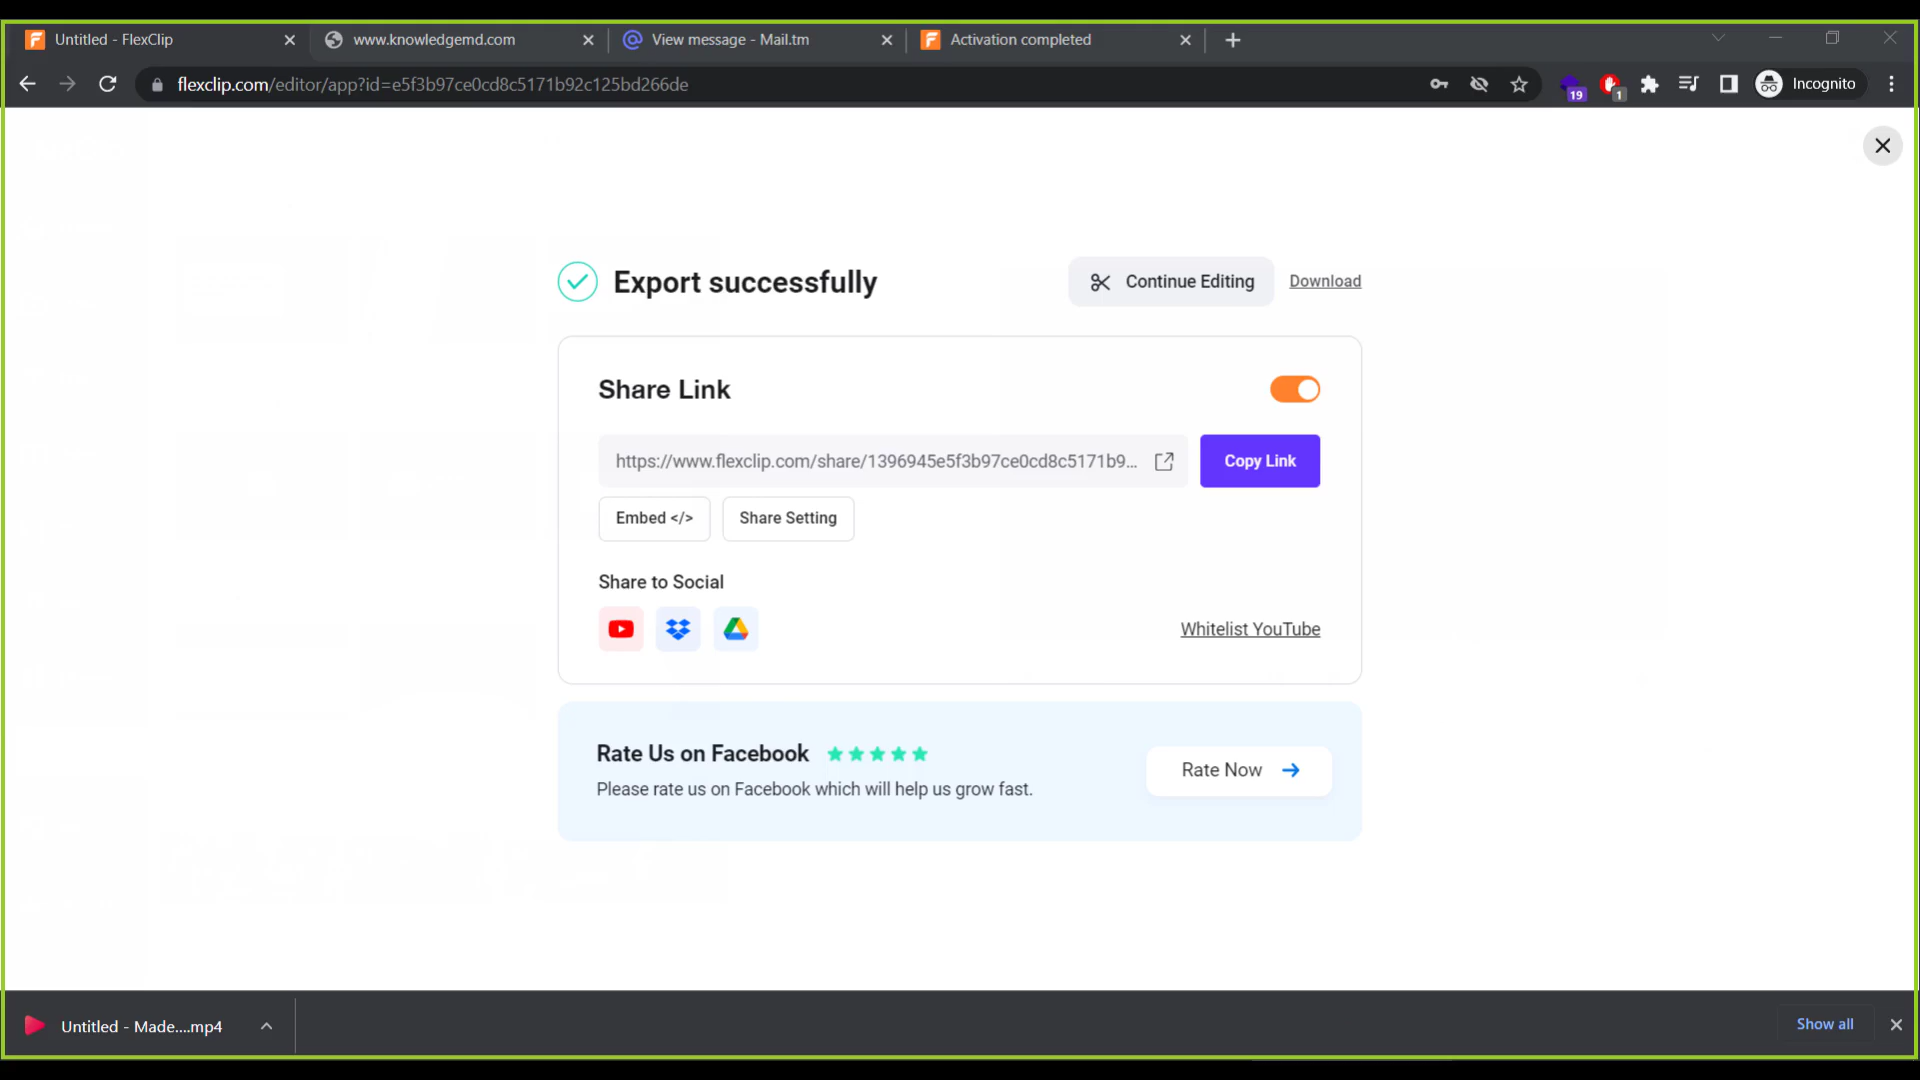 Untitled - FlexClip
www.knowledgemd.com
View message - Mail.tm
Activation completed
flexclip.com/editor/app?id=e5f3b97ce0cd8c5171b92c125bd266de
19
1
Incognito
Export successfully
Continue Editing
Download
Share Link
https://www.flexclip.com/share/1396945e5f3b97ce0cd8c5171b9...
Copy Link
Embed </>
Share Setting
Share to Social
Whitelist YouTube
Rate Us on Facebook
Please rate us on Facebook which will help us grow fast.
Rate Now
Untitled - Made....mp4
Show all